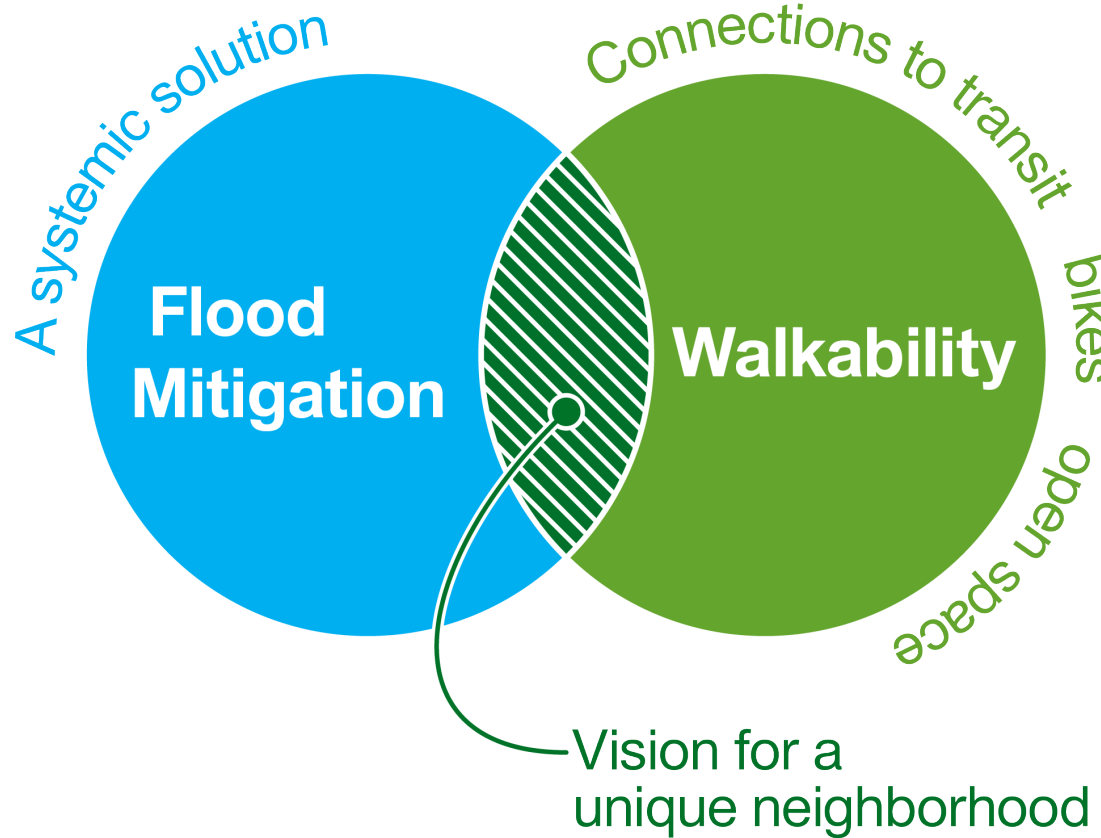 A systemic solution
Connections to transit
bikes
open space
Flood
Mitigation
Walkability
Vision for a
unique neighborhood